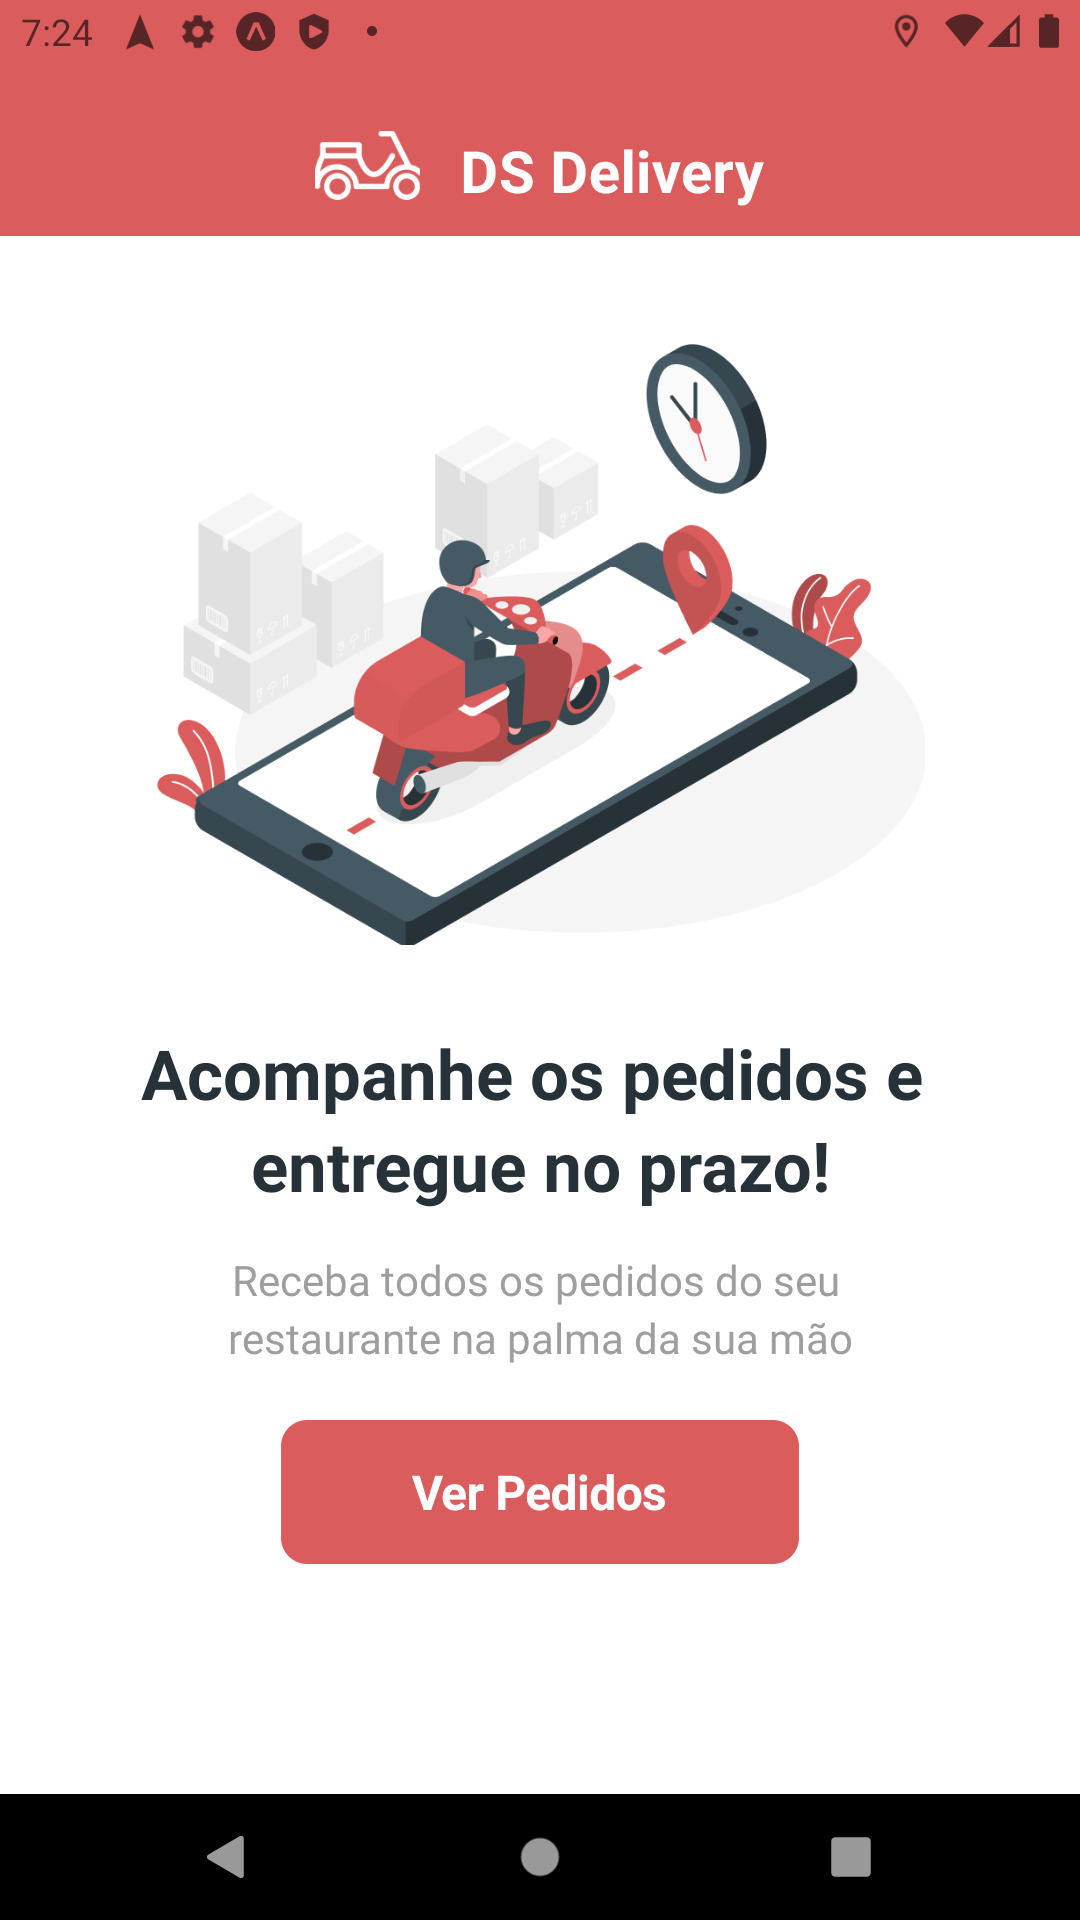 7:24
DS Delivery
Acompanhe os pedidos e
entregue no prazo!
Receba todos os pedidos do seu
restaurante na palma da sua mão
Ver Pedidos